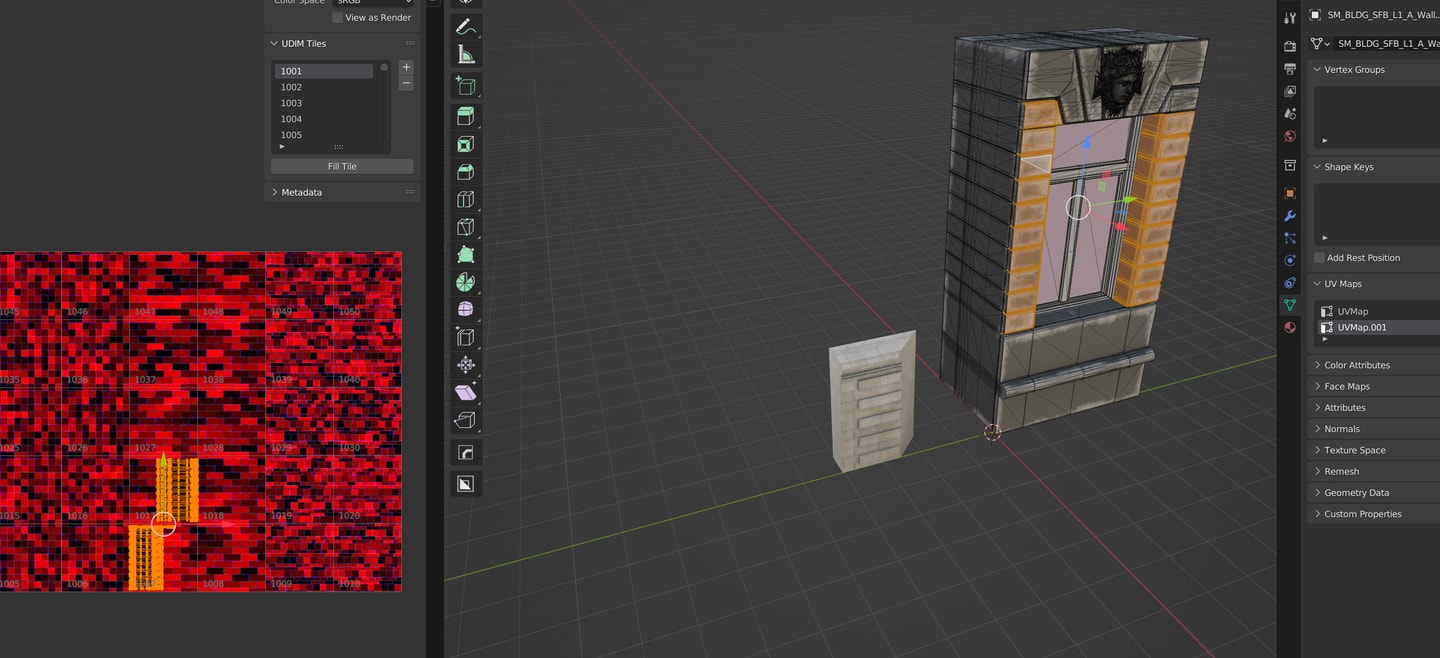 Color Space
sRGB
View as Render
UDIM Tiles
1001
1002
1003
1004
1005
Fill Tile
Metadata
1045
1046
1047
1048
1049
1050
1035
1036
1037
1038
1039
1040
1025
1026
1027
1028
1029
1030
1015
1016
1017
1018
1019
1020
1005
1006
1008
1009
1010
SM_BLDG_SFB_L1_A_Wall...
SM_BLDG_SFB_L1_A_Wa
Vertex Groups
Shape Keys
Add Rest Position
UV Maps
UVMap
UVMap.001
Color Attributes
Face Maps
Attributes
Normals
Texture Space
Remesh
Geometry Data
Custom Properties